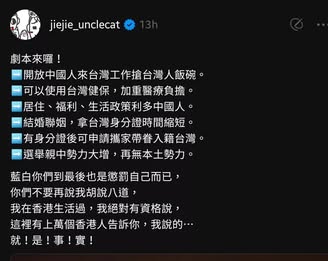 jiejie_unclecat 13h
劇本來囉！
➡️開放中國人來台灣工作搶台灣人飯碗。
➡️可以使用台灣健保，加重醫療負擔。
➡️居住、福利、生活政策利多中國人。
➡️結婚聯姻，拿台灣身分證時間縮短。
➡️有身分證後可申請攜家帶眷入籍台灣。
➡️選舉親中勢力大增，再無本土勢力。
藍白你們到最後也是懲罰自己而已，
你們不要再說我胡說八道，
我在香港生活過，我絕對有資格說，
這裡有上萬個香港人告訴你，我說的⋯
就！是！事！實！